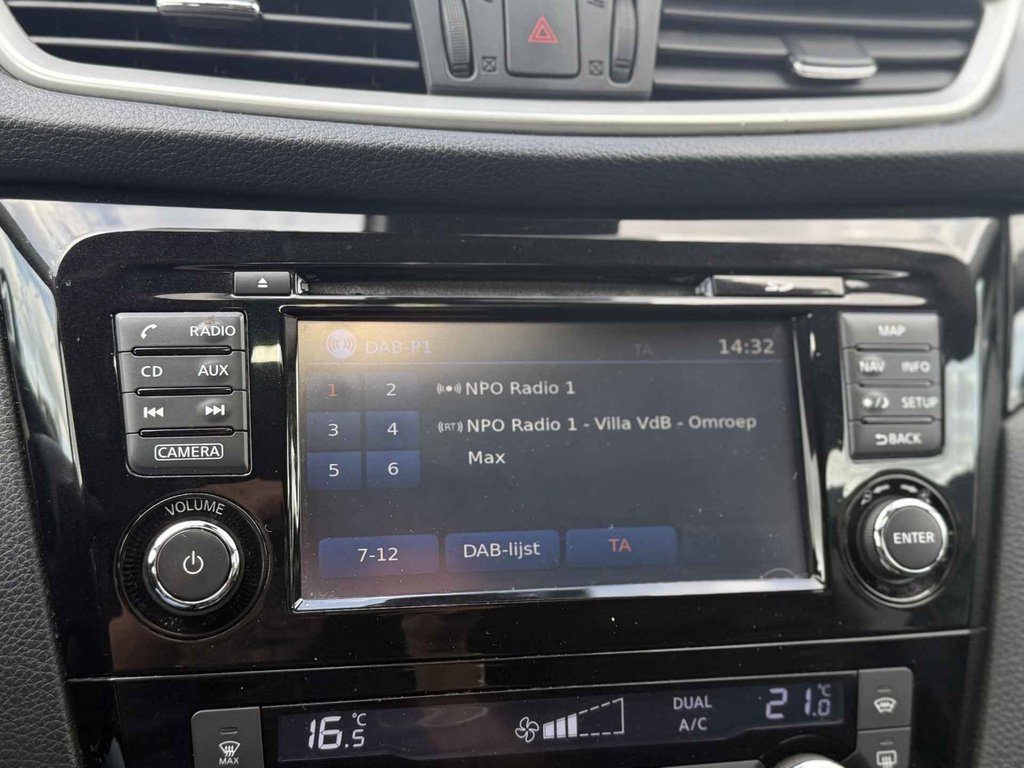 RADIO
CD AUX
CAMERA
VOLUME
DAB-P1 TA 14:32
1 2 NPO Radio 1
3 4 (RT) NPO Radio 1 - Villa VdB - Omroep
Max
5 6
7-12 DAB-lijst TA
MAP
NAV INFO
SETUP
BACK
ENTER
SD
MAX
16.5 °C
DUAL
A/C
21.0 °C